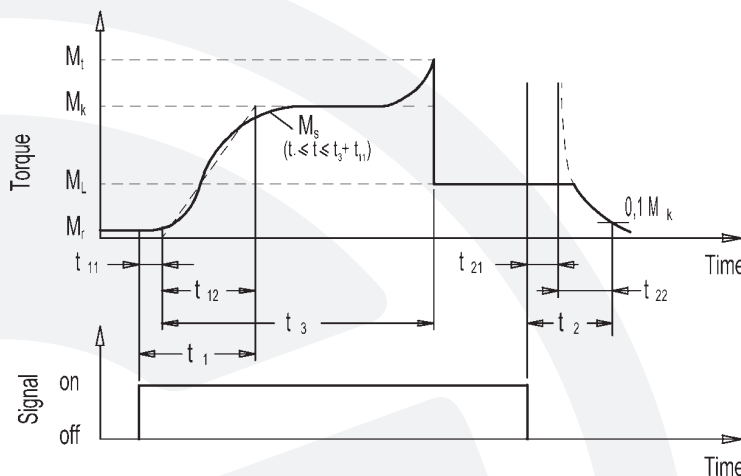 Torque
M_t
M_k
M_s
(t. ⩽ t ⩽ t_3 + t_11)
M_L
0,1 M_k
M_r
Time
t_11
t_12
t_21
t_22
t_3
t_2
t_1
Signal
on
off
Time